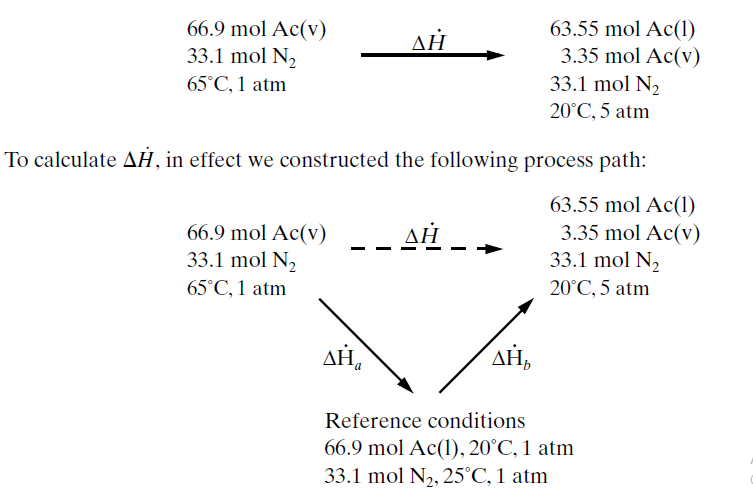 66.9 mol Ac(v)
33.1 mol N₂
65°C, 1 atm
ΔḢ
63.55 mol Ac(l)
3.35 mol Ac(v)
33.1 mol N₂
20°C, 5 atm
To calculate ΔḢ, in effect we constructed the following process path:
66.9 mol Ac(v)
33.1 mol N₂
65°C, 1 atm
ΔḢ
63.55 mol Ac(l)
3.35 mol Ac(v)
33.1 mol N₂
20°C, 5 atm
ΔḢₐ
ΔḢ_b
Reference conditions
66.9 mol Ac(l), 20°C, 1 atm
33.1 mol N₂, 25°C, 1 atm